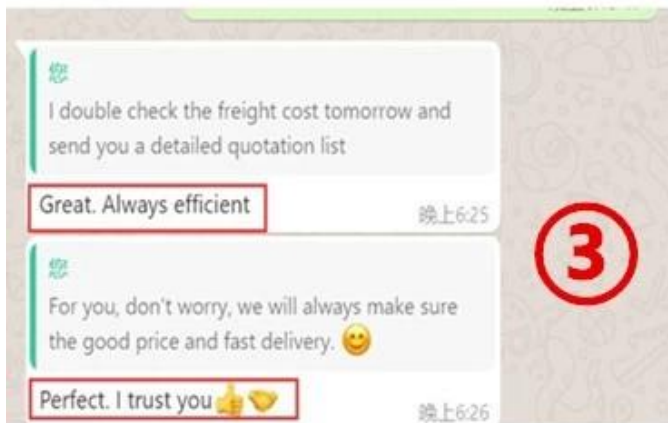 您
I double check the freight cost tomorrow and
send you a detailed quotation list
Great. Always efficient
晚上6:25
您
For you, don't worry, we will always make sure
the good price and fast delivery. 😊
Perfect. I trust you👍🤝
晚上6:26
③